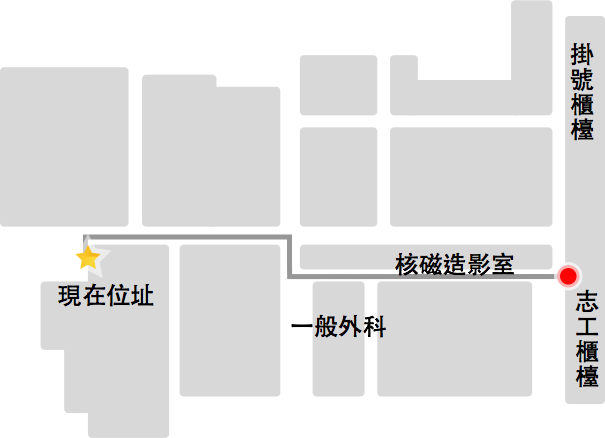 掛號櫃檯
核磁造影室
現在位址
志工櫃檯
一般外科